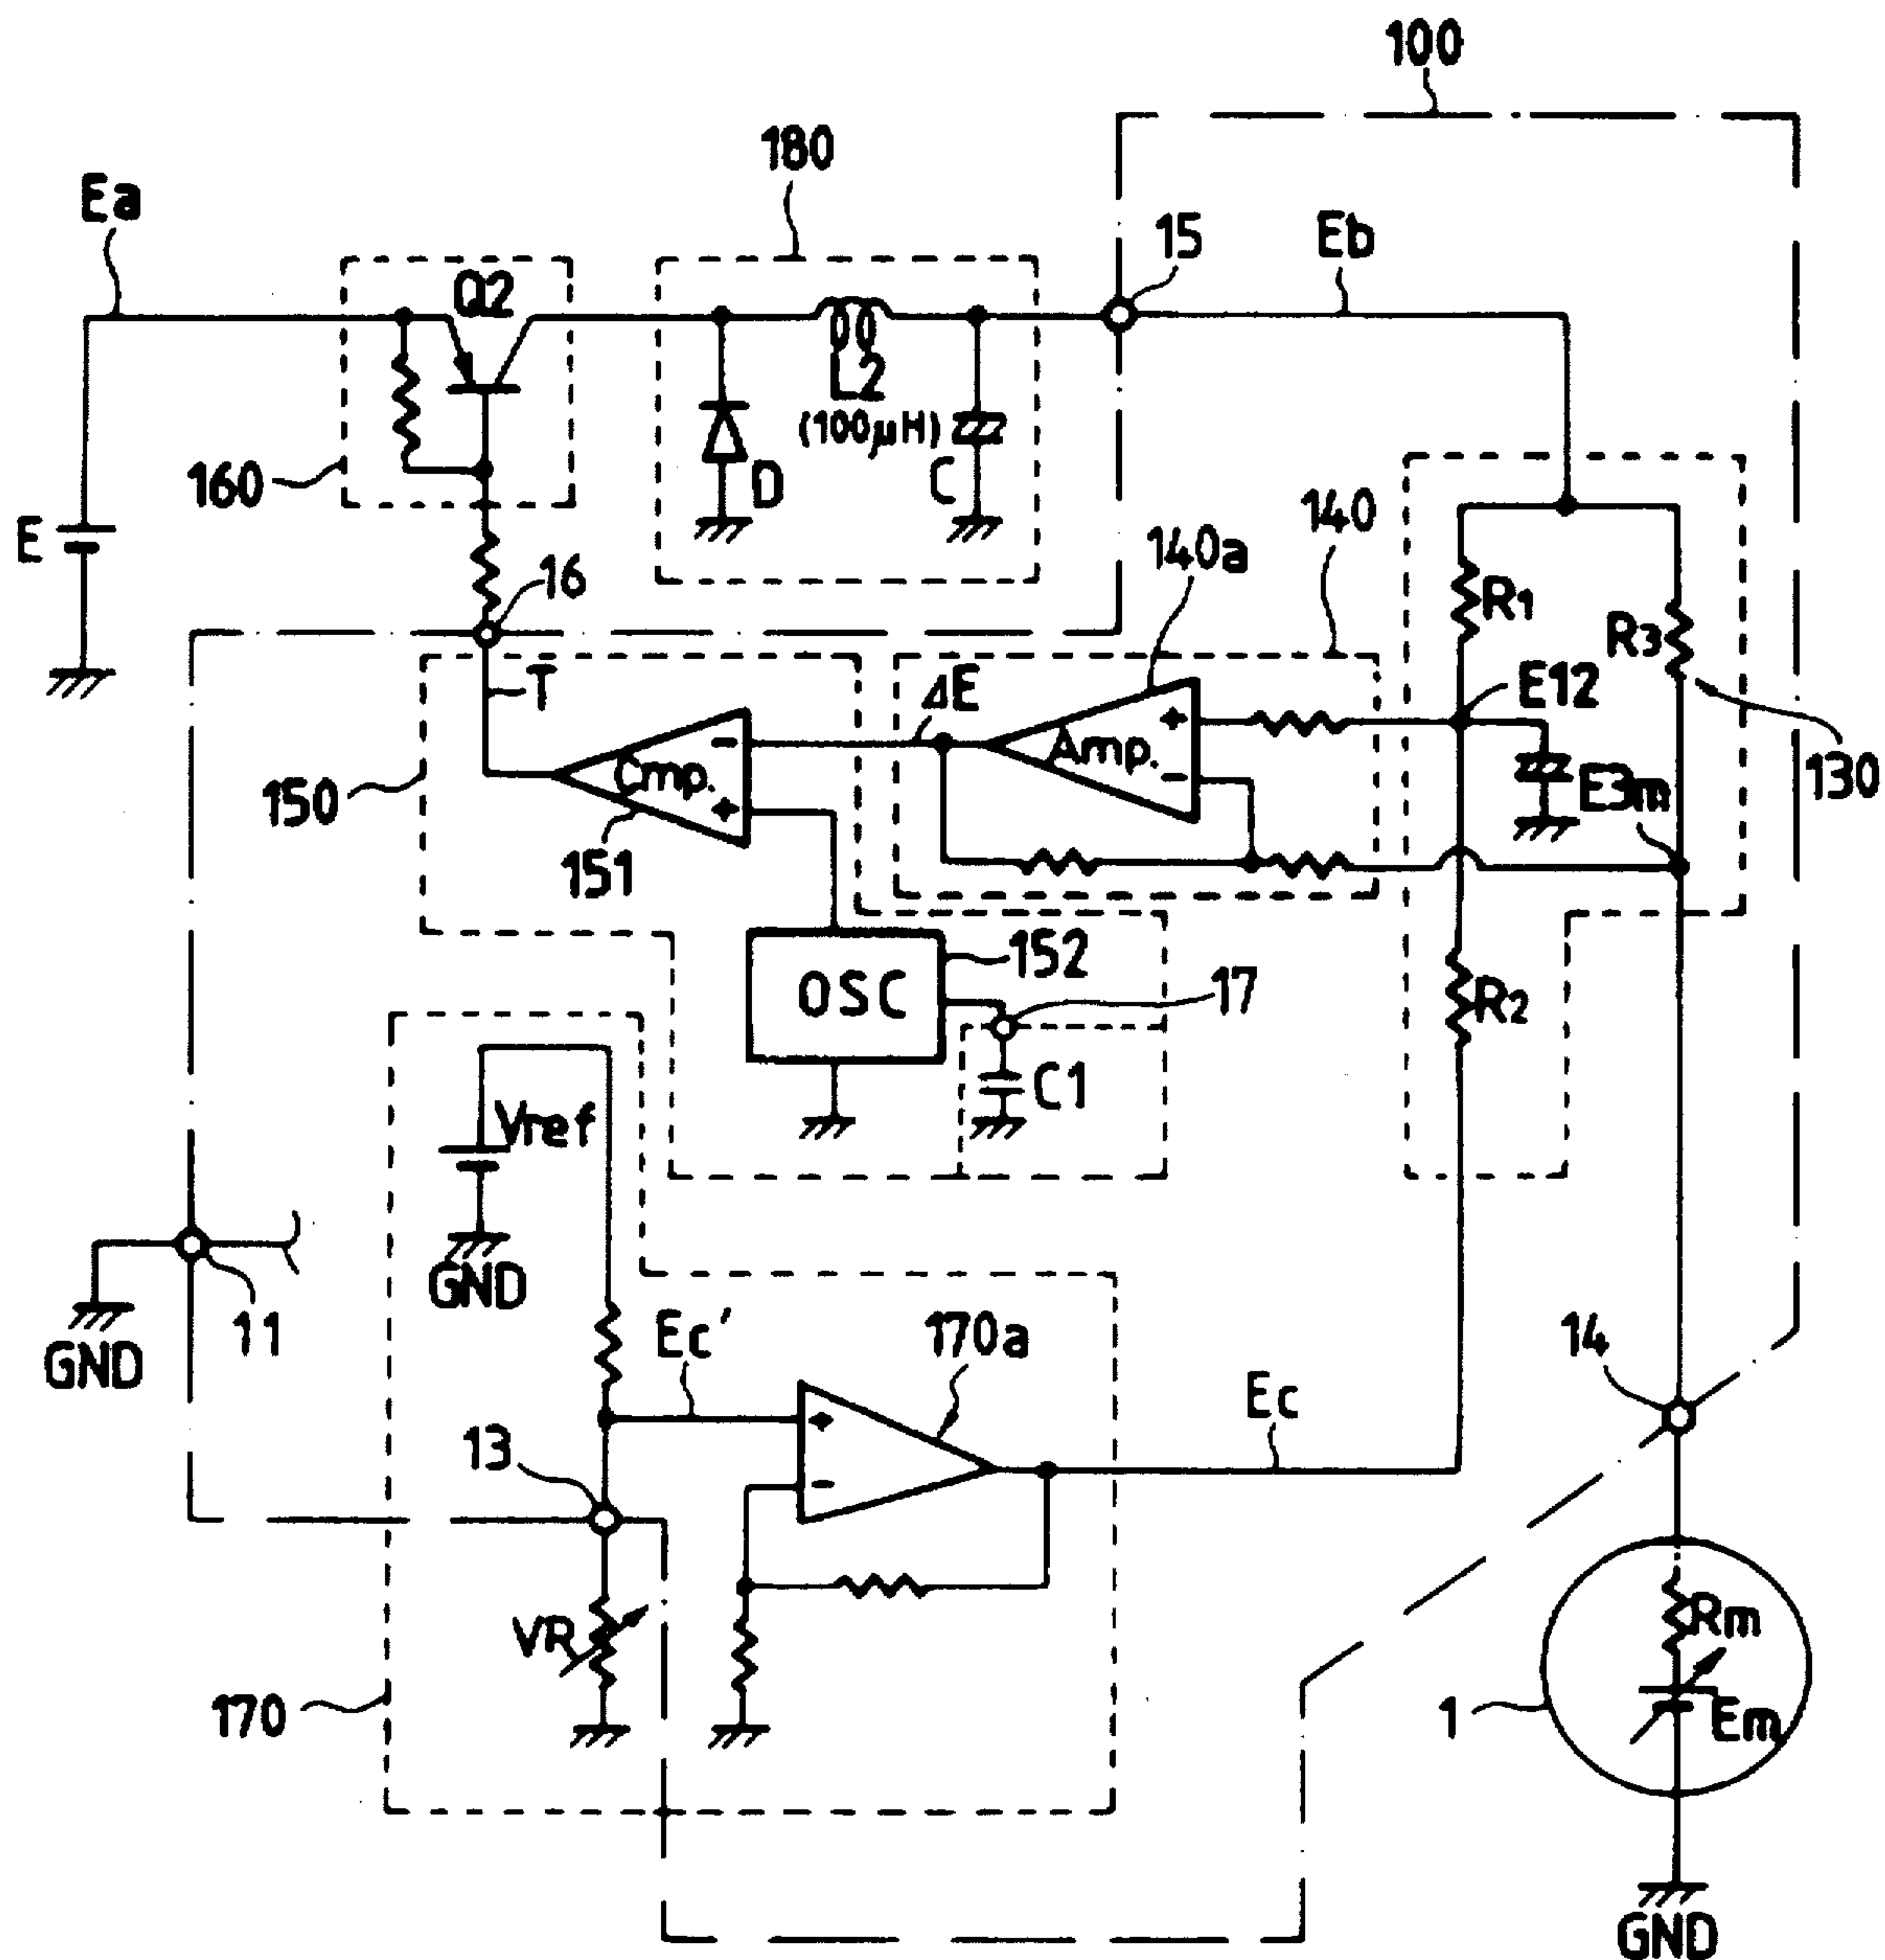 100
180
Ea
15
Eb
Q2
L2
(100μH)
160
D
C
140
E
16
140a
R1
R3
T
ΔE
E12
Cmp.
Amp.
-
+
+
-
E3m
130
150
151
152
17
OSC
R2
C1
Vref
GND
11
GND
Ec'
170a
14
Ec
13
+
-
VR
Rm
170
1
Em
GND